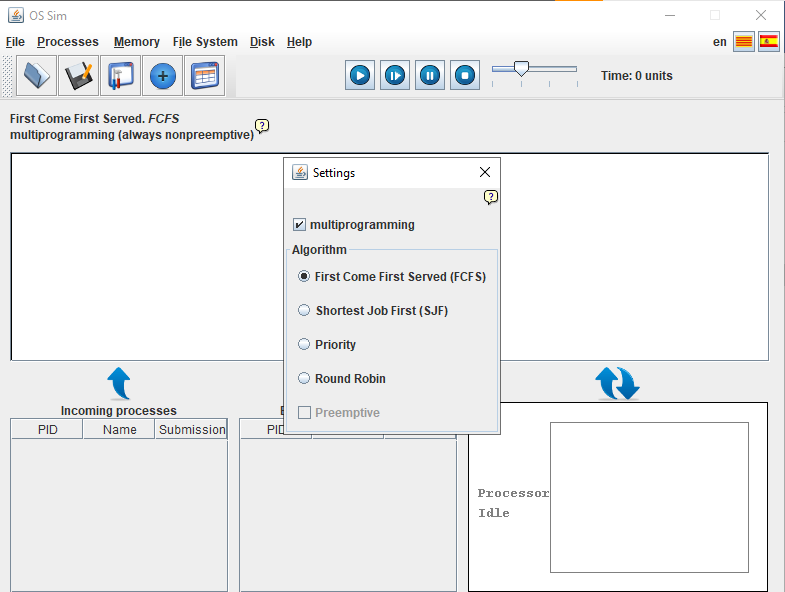 OS Sim
File Processes Memory File System Disk Help
en
Time: 0 units
First Come First Served. FCFS
multiprogramming (always nonpreemptive)
?
Settings
?
multiprogramming
Algorithm
First Come First Served (FCFS)
Shortest Job First (SJF)
Priority
Round Robin
Preemptive
Incoming processes
PID Name Submission
Processor
Idle